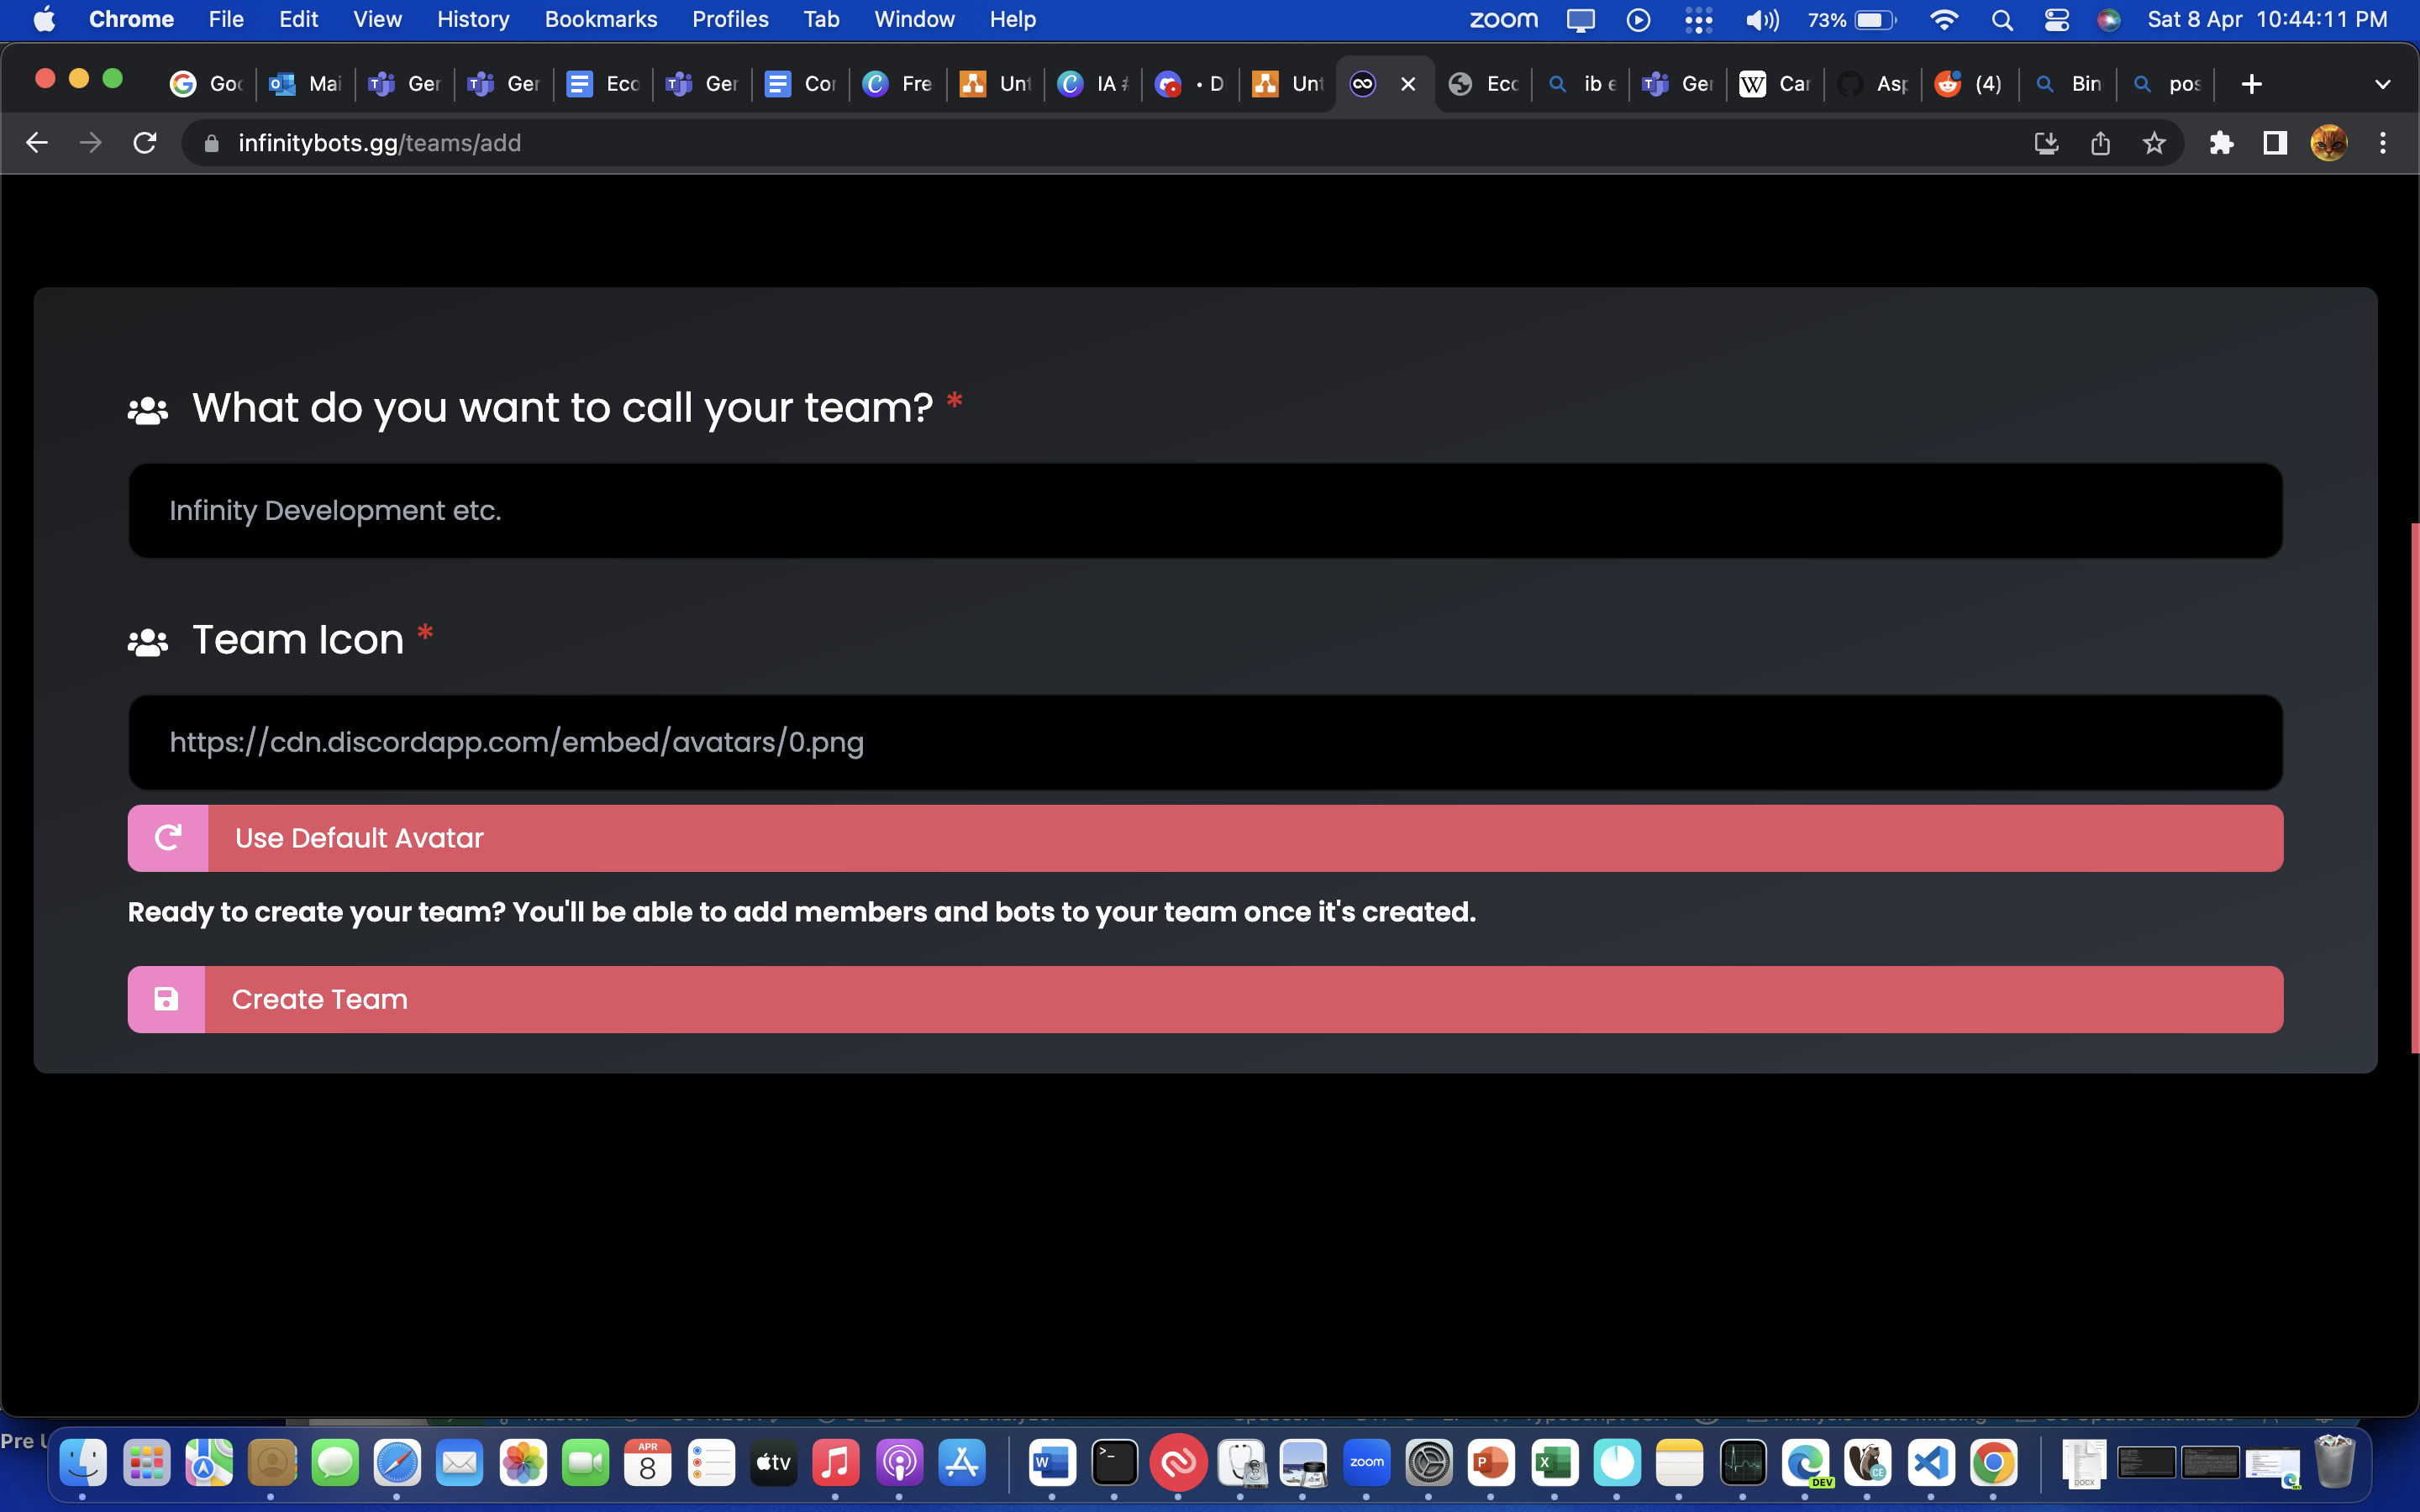 Chrome File Edit View History Bookmarks Profiles Tab Window Help zoom 73% Sat 8 Apr 10:44:11 PM
Goo Mai Ger Ger Eco Ger Cor Fre Unt IA # • D Unt Ecc ib e Ger W Car Asp (4) Bin pos
infinitybots.gg/teams/add
What do you want to call your team? *
Infinity Development etc.
Team Icon *
https://cdn.discordapp.com/embed/avatars/0.png
Use Default Avatar
Ready to create your team? You'll be able to add members and bots to your team once it's created.
Create Team
Pre
APR
8
tv
W
zoom
P
X
DEV
CE
DOCX